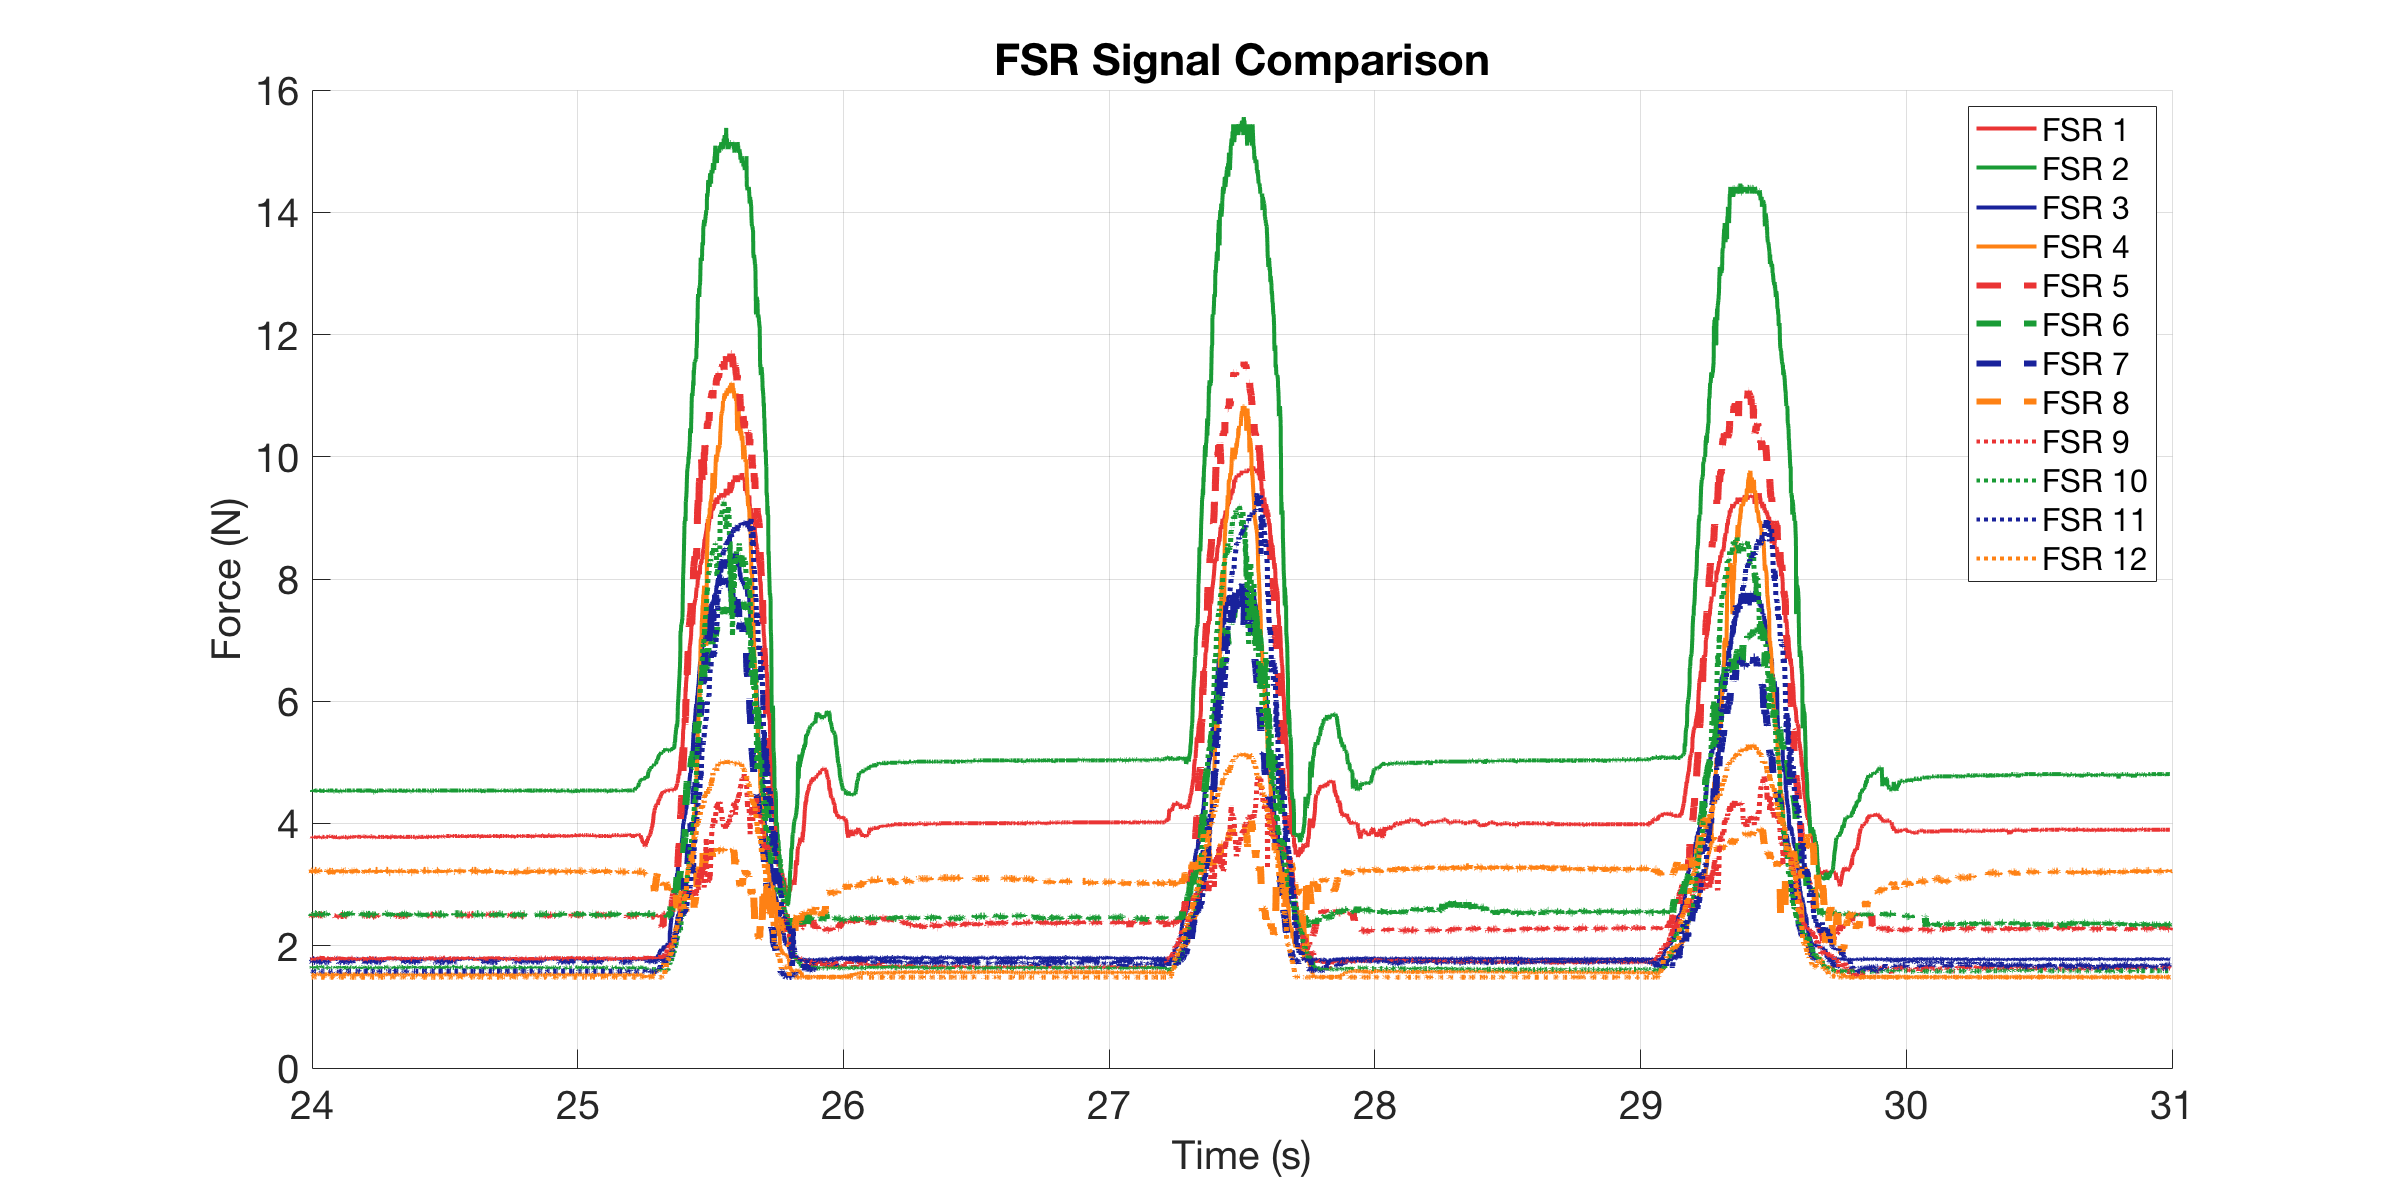 FSR Signal Comparison
16
14
12
10
8
6
4
2
0
Force (N)
FSR 1
FSR 2
FSR 3
FSR 4
FSR 5
FSR 6
FSR 7
FSR 8
FSR 9
FSR 10
FSR 11
FSR 12
24 25 26 27 28 29 30 31
Time (s)